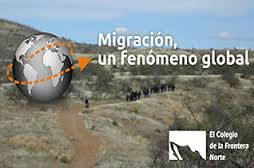 Migración,
un fenómeno global
El Colegio
de la Frontera
Norte